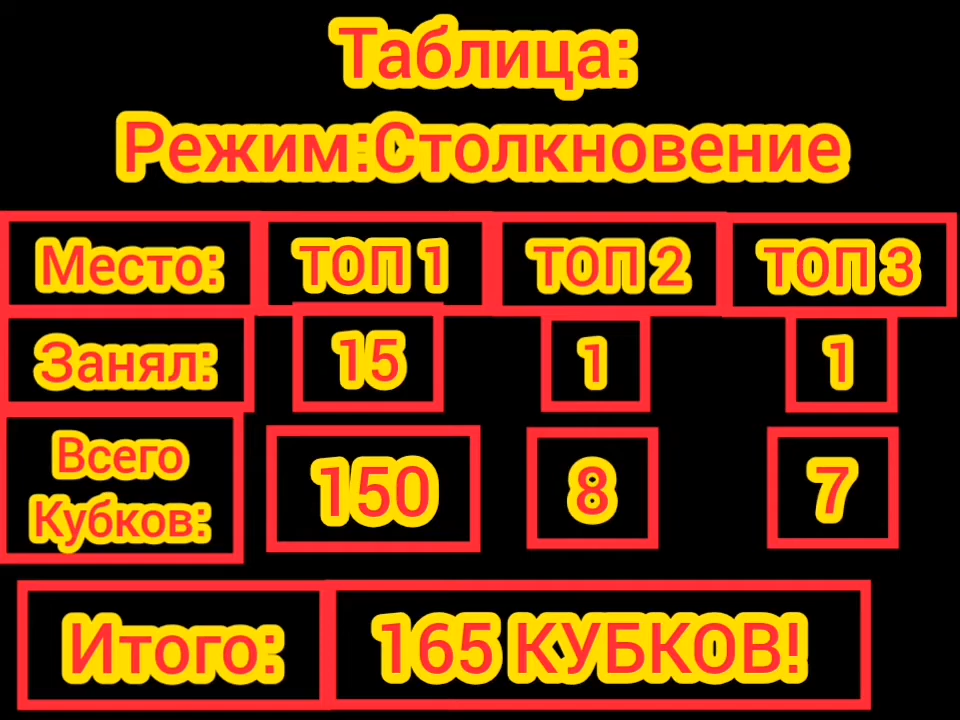 Таблица:
Режим:Столкновение
Место: ТОП 1 ТОП 2 ТОП 3
Занял: 15 1 1
Всего
Кубков: 150 8 7
Итого: 165 КУБКОВ!